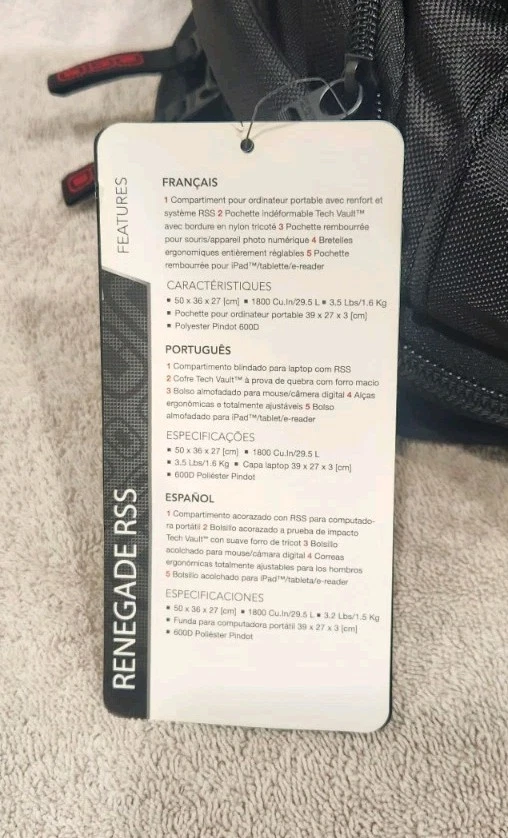 OGIO
FEATURES
RENEGADE RSS
FRANÇAIS
1 Compartiment pour ordinateur portable avec renfort et
système RSS 2 Pochette indéformable Tech Vault™
avec bordure en nylon tricoté 3 Pochette rembourrée
pour souris/appareil photo numérique 4 Bretelles
ergonomiques entièrement réglables 5 Pochette
rembourrée pour iPad™/tablette/e-reader
CARACTÉRISTIQUES
▪ 50 x 36 x 27 [cm] ▪ 1800 Cu.In/29.5 L ▪ 3.5 Lbs/1.6 Kg
▪ Pochette pour ordinateur portable 39 x 27 x 3 [cm]
▪ Polyester Pindot 600D
PORTUGUÊS
1 Compartimento blindado para laptop com RSS
2 Cofre Tech Vault™ à prova de quebra com forro macio
3 Bolso almofadado para mouse/câmera digital 4 Alças
ergonômicas e totalmente ajustáveis 5 Bolso
almofadado para iPad™/tablet/e-reader
ESPECIFICAÇÕES
▪ 50 x 36 x 27 [cm] ▪ 1800 Cu.In/29.5 L
▪ 3.5 Lbs/1.6 Kg ▪ Capa laptop 39 x 27 x 3 [cm]
▪ 600D Poliéster Pindot
ESPAÑOL
1 Compartimento acorazado con RSS para computado-
ra portátil 2 Bolsillo acorazado a prueba de impacto
Tech Vault™ con suave forro de tricot 3 Bolsillo
acolchado para mouse/cámara digital 4 Correas
ergonómicas totalmente ajustables para los hombros
5 Bolsillo acolchado para iPad™/tableta/e-reader
ESPECIFICACIONES
▪ 50 x 36 x 27 [cm] ▪ 1800 Cu.In/29.5 L ▪ 3.2 Lbs/1.5 Kg
▪ Funda para computadora portátil 39 x 27 x 3 [cm]
▪ 600D Poliéster Pindot